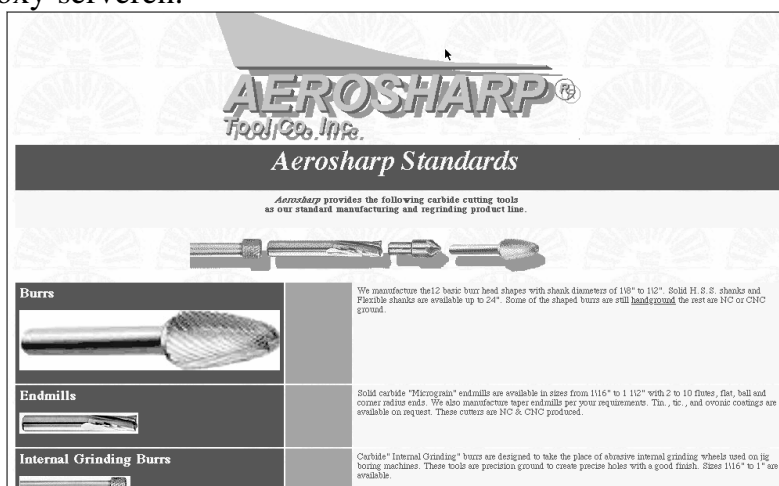 oxy-serveren.
AEROSHARP®
Tool Co. Inc.
Aerosharp Standards
Aerosharp provides the following carbide cutting tools
as our standard manufacturing and regrinding product line.
Burrs
We manufacture the12 basic burr head shapes with shank diameters of 1\8" to 1\2". Solid H.S.S. shanks and
Flexible shanks are available up to 24". Some of the shaped burrs are still handground the rest are NC or CNC
ground.
Endmills
Solid carbide "Micrograin" endmills are available in sizes from 1\16" to 1 1\2" with 2 to 10 flutes, flat, ball and
corner radius ends. We also manufacture taper endmills per your requirements. Tin., tic., and ovonic coatings are
available on request. These cutters are NC & CNC produced.
Internal Grinding Burrs
Carbide" Internal Grinding" burrs are designed to take the place of abrasive internal grinding wheels used on jig
boring machines. These tools are precision ground to create precise holes with a good finish. Sizes 1\16" to 1" are
available.